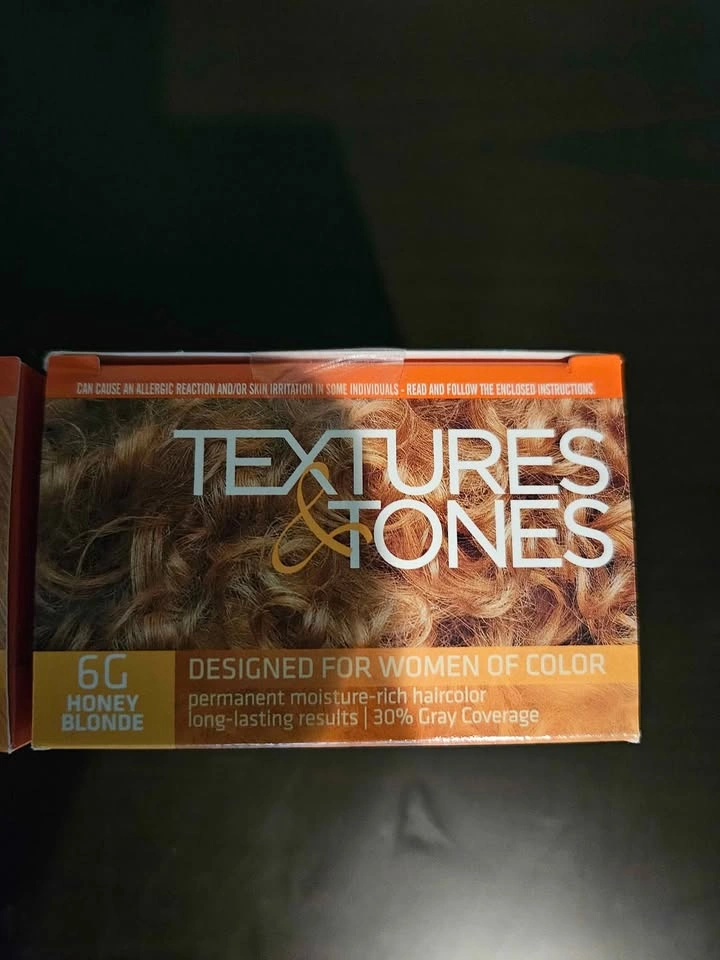 CAN CAUSE AN ALLERGIC REACTION AND/OR SKIN IRRITATION IN SOME INDIVIDUALS - READ AND FOLLOW THE ENCLOSED INSTRUCTIONS.
TEXTURES
& TONES
6G
HONEY
BLONDE
DESIGNED FOR WOMEN OF COLOR
permanent moisture-rich haircolor
long-lasting results | 30% Gray Coverage